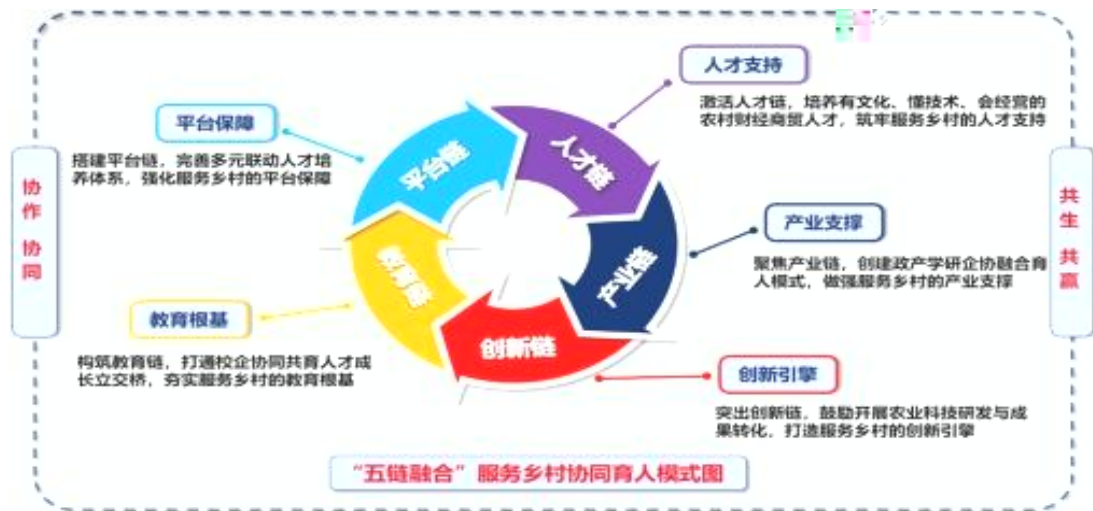 人才支持
激活人才链，培养有文化、懂技术、会经营的
农村财经商贸人才，筑牢服务乡村的人才支持
平台保障
搭建平台链，完善多元联动人才培
养体系，强化服务乡村的平台保障
平台链
人才链
产业链
创新链
教育链
协作 协同
共生 共赢
产业支撑
聚焦产业链，创建政产学研企协融合育
人模式，做强服务乡村的产业支撑
教育根基
构筑教育链，打通校企协同共育人才成
长立交桥，夯实服务乡村的教育根基
创新引擎
突出创新链，鼓励开展农业科技研发与成
果转化，打造服务乡村的创新引擎
“五链融合”服务乡村协同育人模式图